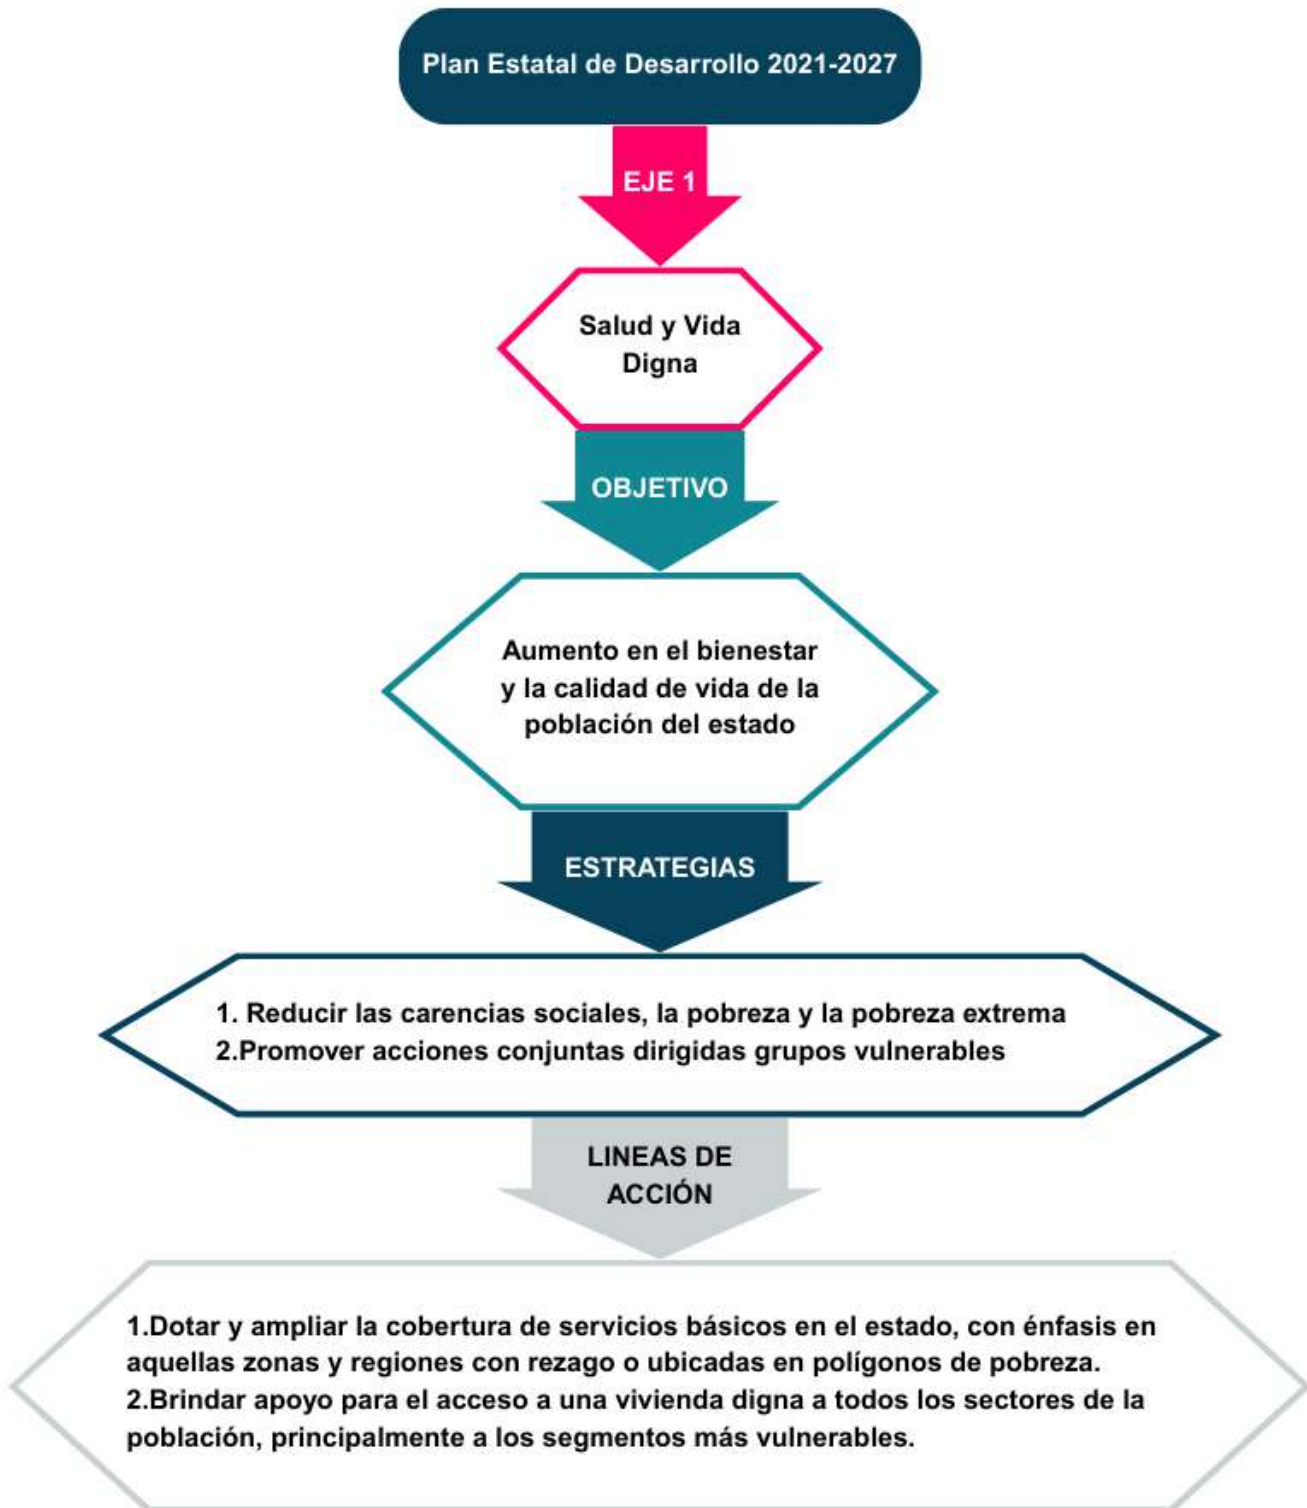 Plan Estatal de Desarrollo 2021-2027
EJE 1
Salud y Vida
Digna
OBJETIVO
Aumento en el bienestar
y la calidad de vida de la
población del estado
ESTRATEGIAS
1. Reducir las carencias sociales, la pobreza y la pobreza extrema
2.Promover acciones conjuntas dirigidas grupos vulnerables
LINEAS DE
ACCIÓN
1.Dotar y ampliar la cobertura de servicios básicos en el estado, con énfasis en
aquellas zonas y regiones con rezago o ubicadas en polígonos de pobreza.
2.Brindar apoyo para el acceso a una vivienda digna a todos los sectores de la
población, principalmente a los segmentos más vulnerables.